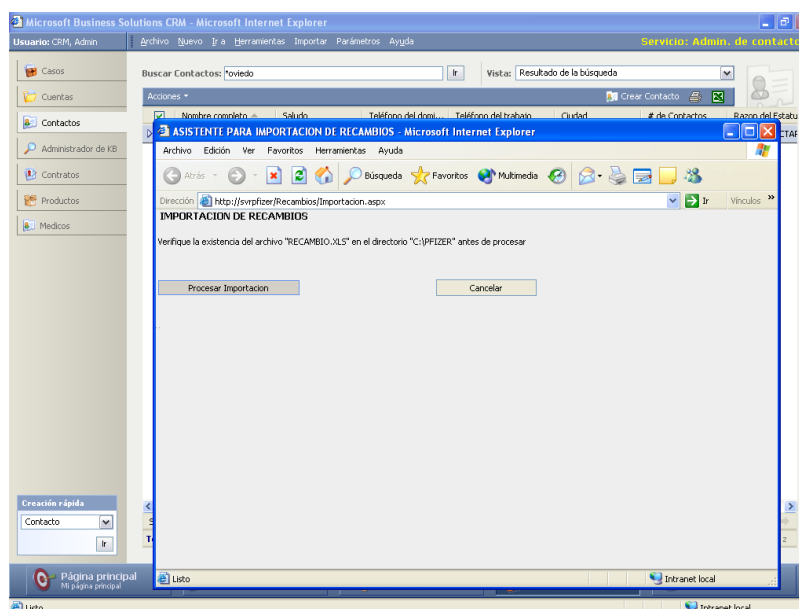 Microsoft Business Solutions CRM - Microsoft Internet Explorer
Usuario: CRM, Admin
Archivo Nuevo Ir a Herramientas Importar Parámetros Ayuda
Servicio: Admin. de contacto
Casos
Cuentas
Contactos
Administrador de KB
Contratos
Productos
Medicos
Buscar Contactos: *oviedo Ir Vista: Resultado de la búsqueda
Acciones Crear Contacto
Nombre completo Saludo Teléfono del domi... Teléfono del trabajo Ciudad # de Contactos Razon del Estatu
ASISTENTE PARA IMPORTACION DE RECAMBIOS - Microsoft Internet Explorer
Archivo Edición Ver Favoritos Herramientas Ayuda
Atrás Búsqueda Favoritos Multimedia
Dirección http://svrpfizer/Recambios/Importacion.aspx Ir Vínculos »
IMPORTACION DE RECAMBIOS
Verifique la existencia del archivo "RECAMBIO.XLS" en el directorio "C:\PFIZER" antes de procesar
Procesar Importacion Cancelar
Listo Intranet local
Creación rápida
Contacto
Ir
Página principal
Mi página principal
Listo Intranet local